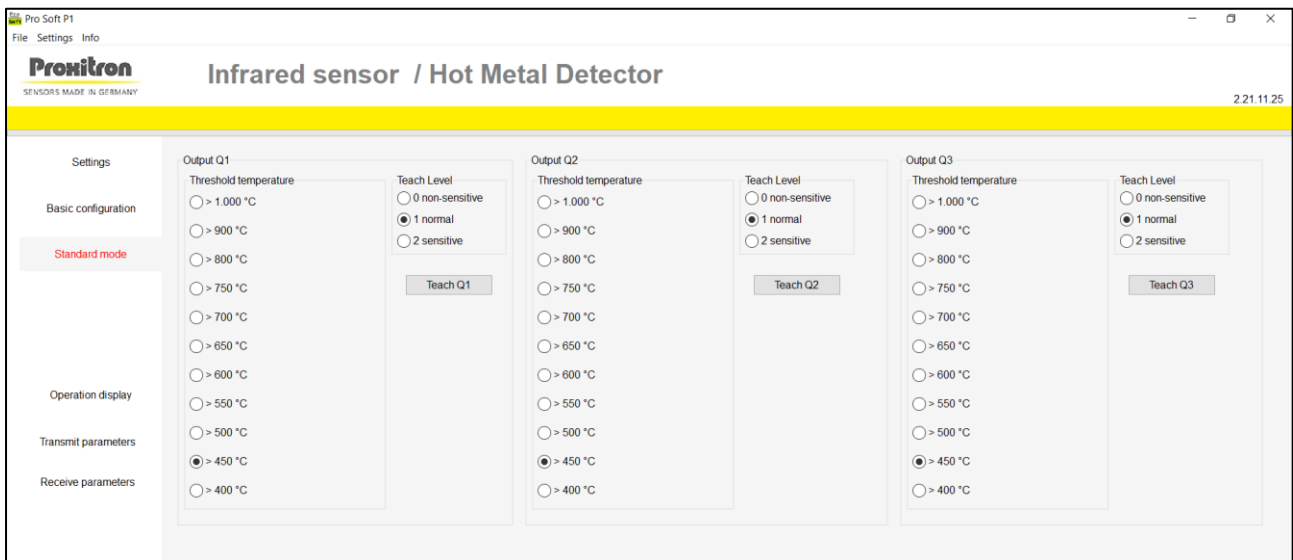 Pro Soft P1
File Settings Info
Proxitron
SENSORS MADE IN GERMANY
Infrared sensor / Hot Metal Detector
2.21.11.25
Settings
Basic configuration
Standard mode
Operation display
Transmit parameters
Receive parameters
Output Q1
Threshold temperature
> 1.000 °C
> 900 °C
> 800 °C
> 750 °C
> 700 °C
> 650 °C
> 600 °C
> 550 °C
> 500 °C
> 450 °C
> 400 °C
Teach Level
0 non-sensitive
1 normal
2 sensitive
Teach Q1
Output Q2
Threshold temperature
> 1.000 °C
> 900 °C
> 800 °C
> 750 °C
> 700 °C
> 650 °C
> 600 °C
> 550 °C
> 500 °C
> 450 °C
> 400 °C
Teach Level
0 non-sensitive
1 normal
2 sensitive
Teach Q2
Output Q3
Threshold temperature
> 1.000 °C
> 900 °C
> 800 °C
> 750 °C
> 700 °C
> 650 °C
> 600 °C
> 550 °C
> 500 °C
> 450 °C
> 400 °C
Teach Level
0 non-sensitive
1 normal
2 sensitive
Teach Q3